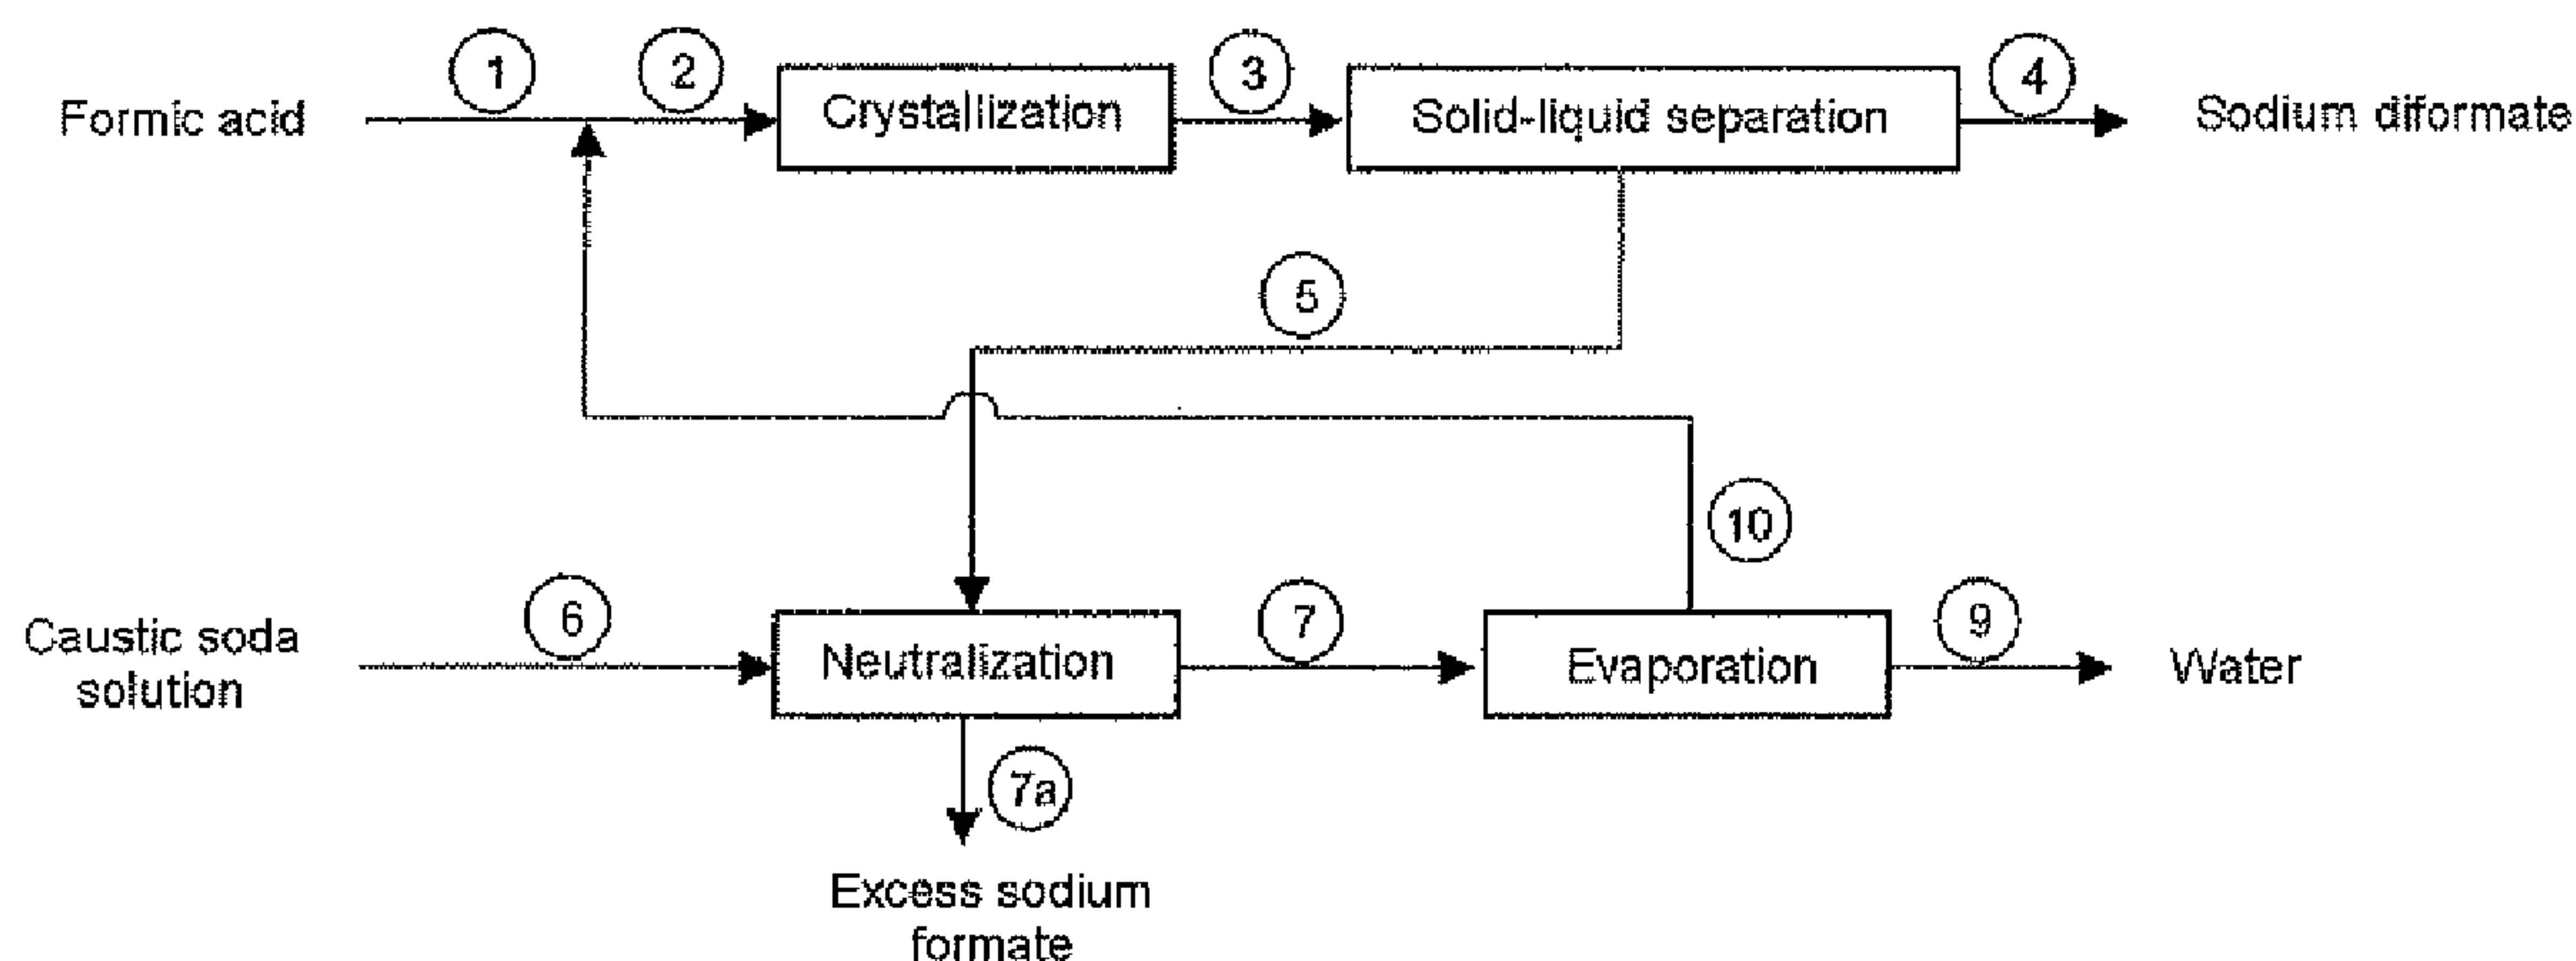 1
2
3
4
Formic acid
Crystallization
Solid-liquid separation
Sodium diformate
5
10
6
7
9
Caustic soda
solution
Neutralization
Evaporation
Water
7a
Excess sodium
formate